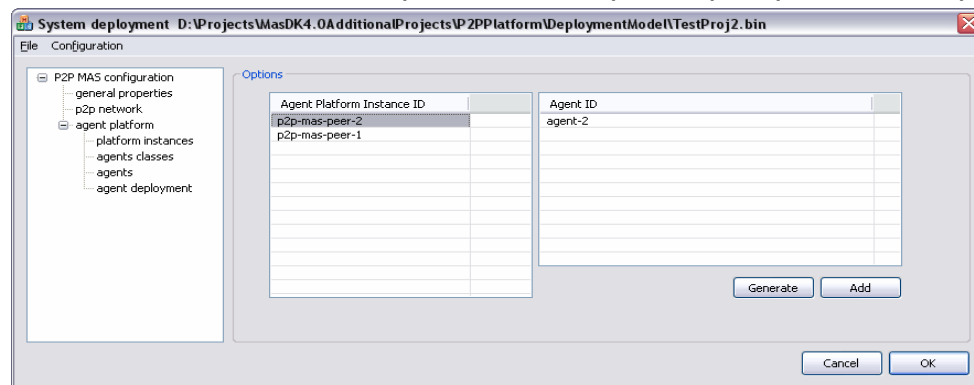 System deployment D:\Projects\MasDK4.0AdditionalProjects\P2PPlatform\DeploymentModel\TestProj2.bin
File Configuration
P2P MAS configuration
general properties
p2p network
agent platform
platform instances
agents classes
agents
agent deployment
Options
Agent Platform Instance ID
p2p-mas-peer-2
p2p-mas-peer-1
Agent ID
agent-2
Generate Add
Cancel OK